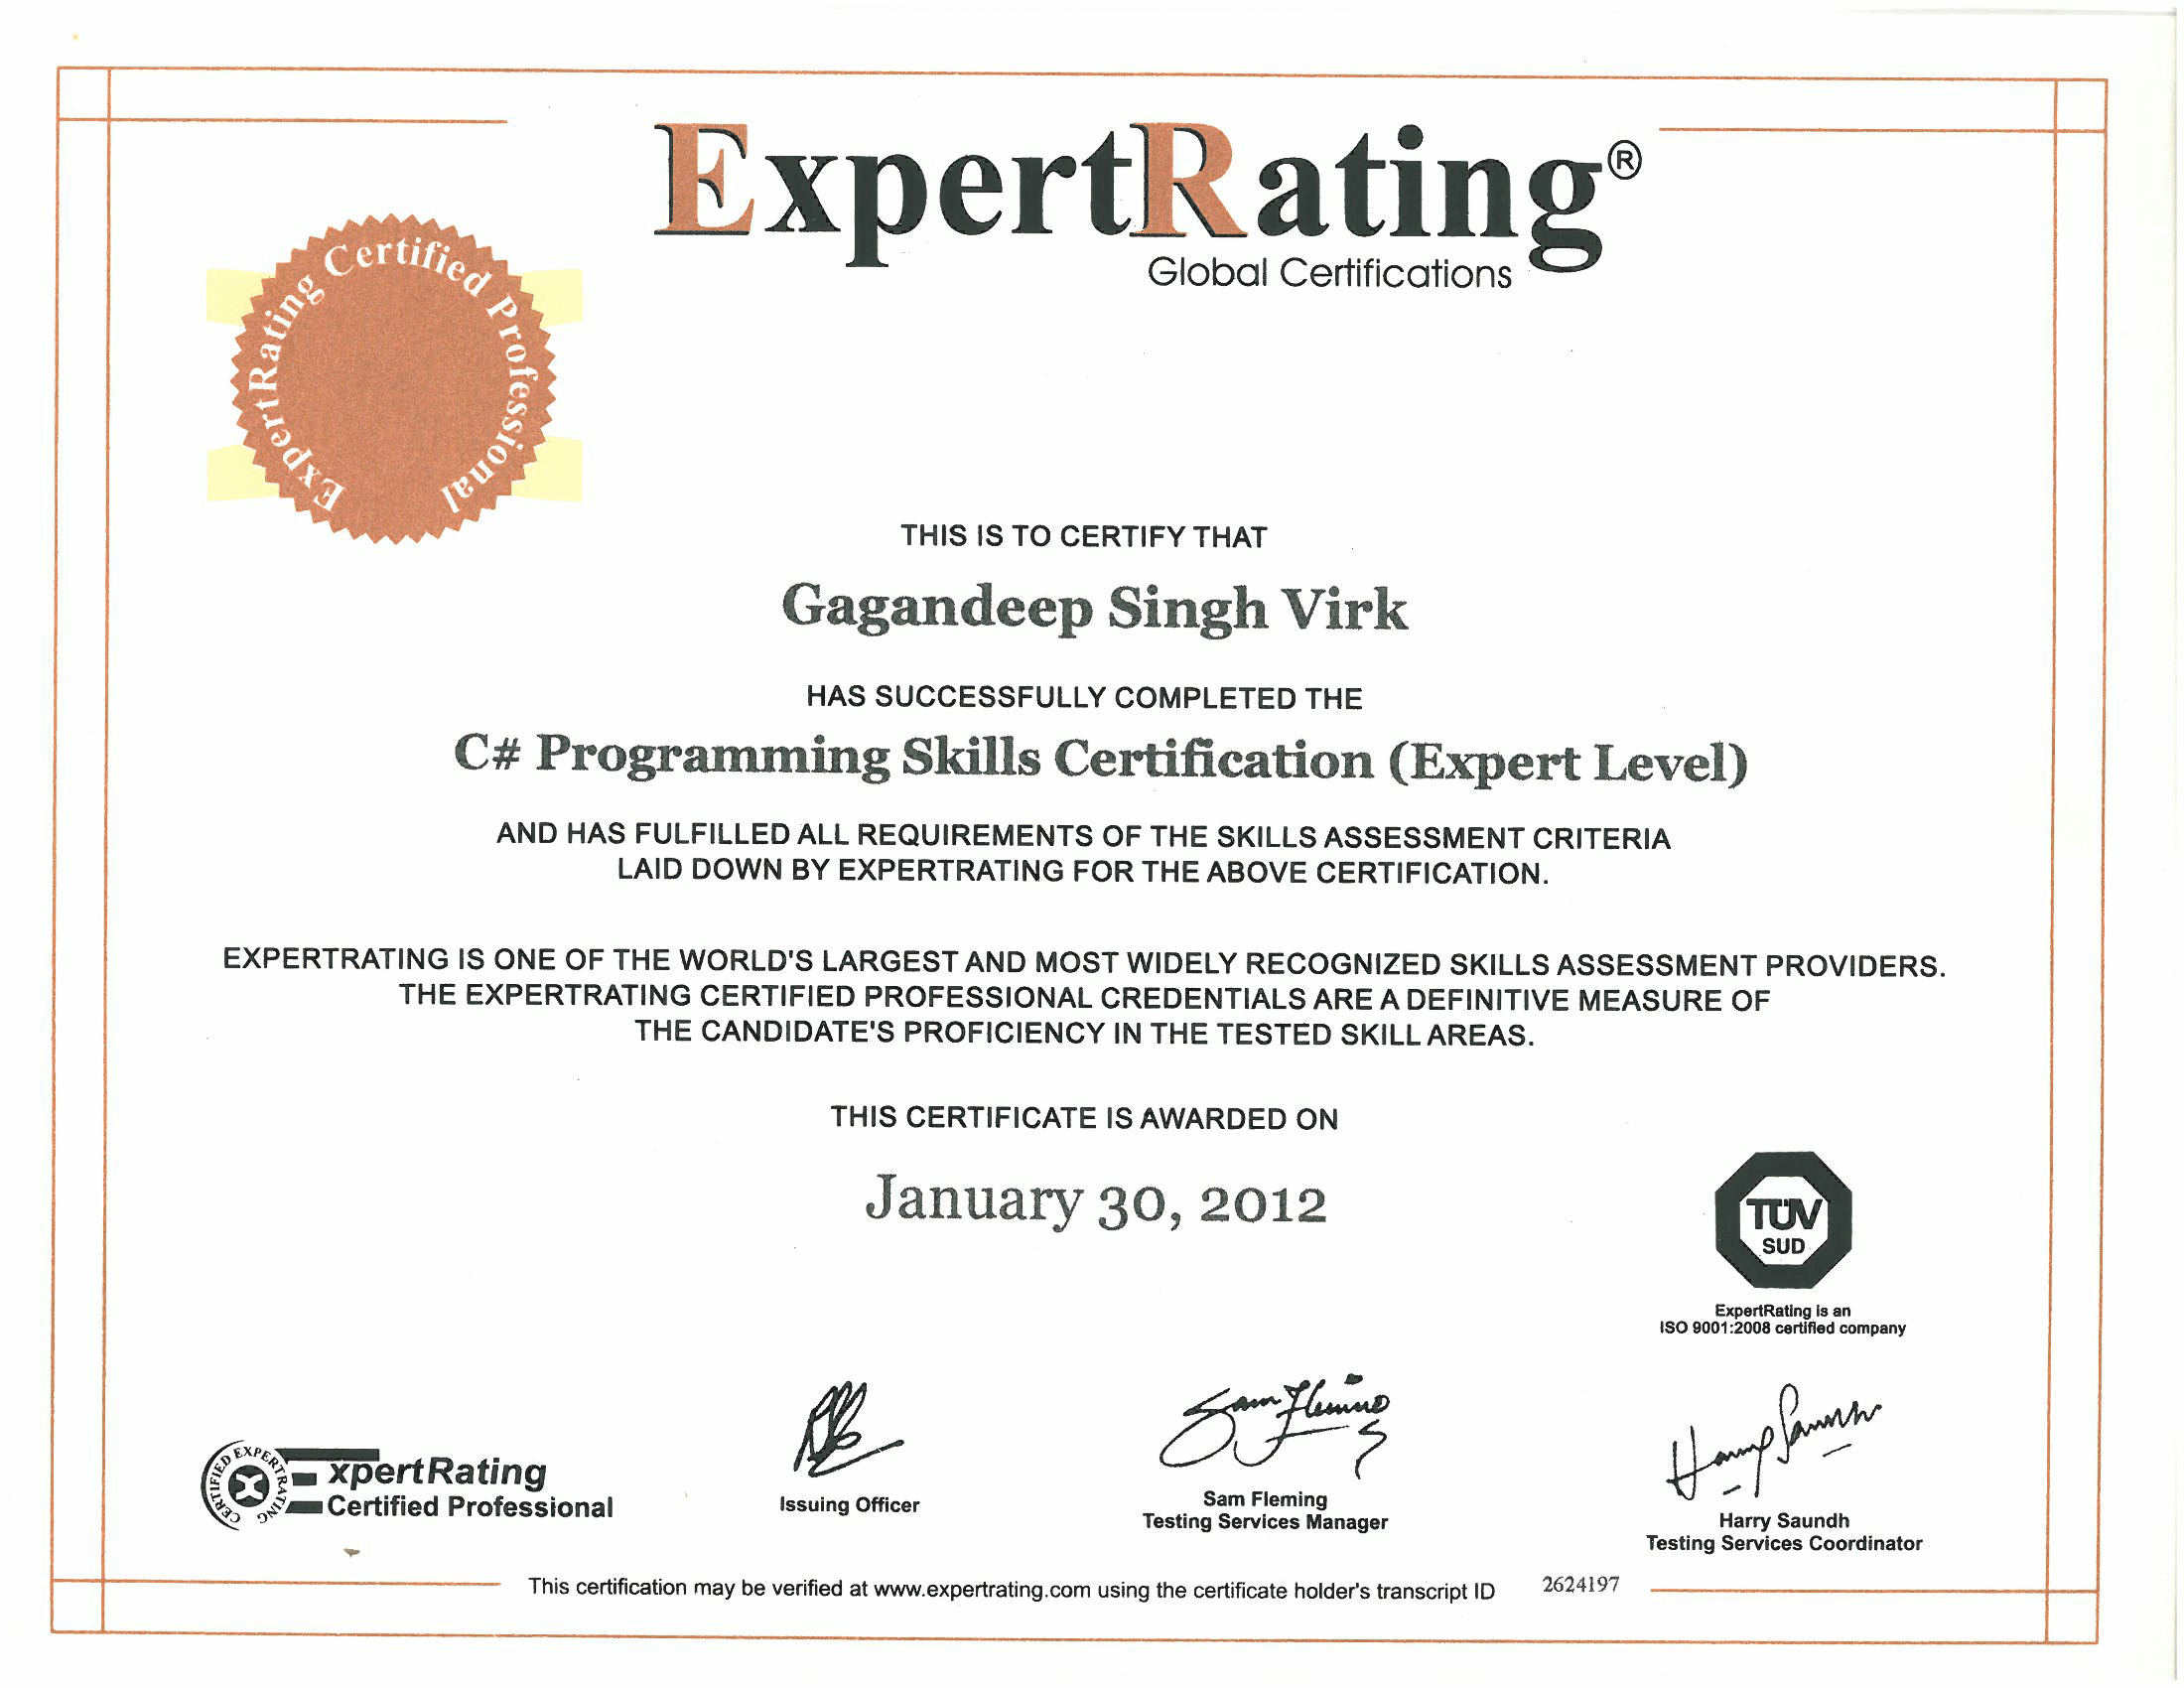 ExpertRating®
Global Certifications
ExpertRating Certified Professional
THIS IS TO CERTIFY THAT
Gagandeep Singh Virk
HAS SUCCESSFULLY COMPLETED THE
C# Programming Skills Certification (Expert Level)
AND HAS FULFILLED ALL REQUIREMENTS OF THE SKILLS ASSESSMENT CRITERIA
LAID DOWN BY EXPERTRATING FOR THE ABOVE CERTIFICATION.
EXPERTRATING IS ONE OF THE WORLD'S LARGEST AND MOST WIDELY RECOGNIZED SKILLS ASSESSMENT PROVIDERS.
THE EXPERTRATING CERTIFIED PROFESSIONAL CREDENTIALS ARE A DEFINITIVE MEASURE OF
THE CANDIDATE'S PROFICIENCY IN THE TESTED SKILL AREAS.
THIS CERTIFICATE IS AWARDED ON
January 30, 2012
TÜV
SUD
ExpertRating is an
ISO 9001:2008 certified company
CERTIFIED EXPERTRATING
ExpertRating
Certified Professional
Issuing Officer
Sam Fleming
Sam Fleming
Testing Services Manager
Harry Saundh
Harry Saundh
Testing Services Coordinator
This certification may be verified at www.expertrating.com using the certificate holder's transcript ID 2624197